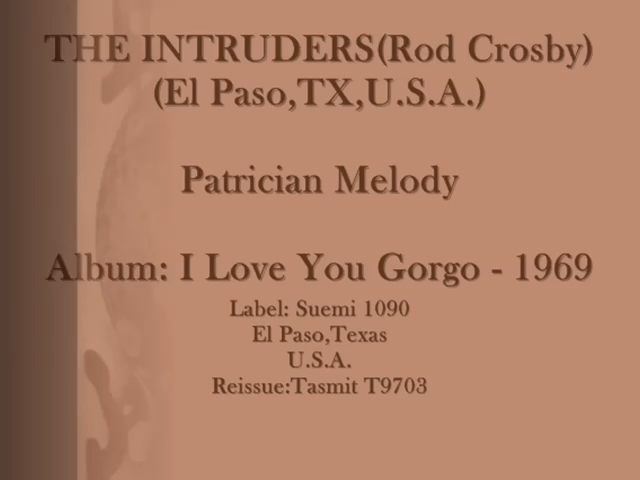 THE INTRUDERS(Rod Crosby)
(El Paso,TX,U.S.A.)
Patrician Melody
Album: I Love You Gorgo - 1969
Label: Suemi 1090
El Paso,Texas
U.S.A.
Reissue:Tasmit T9703